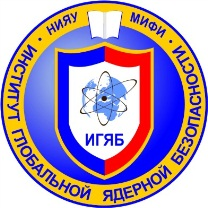 НИЯУ МИФИ
ИНСТИТУТ ГЛОБАЛЬНОЙ ЯДЕРНОЙ БЕЗОПАСНОСТИ
ИГЯБ